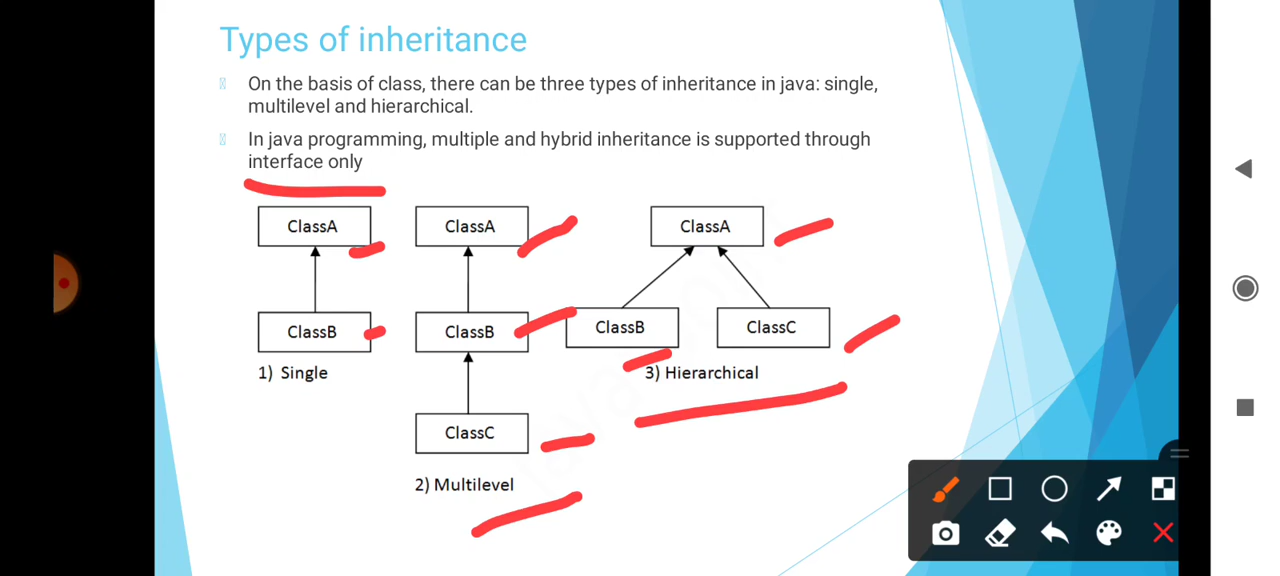 Types of inheritance
On the basis of class, there can be three types of inheritance in java: single,
multilevel and hierarchical.
In java programming, multiple and hybrid inheritance is supported through
interface only
ClassA
ClassB
1) Single
ClassA
ClassB
ClassC
2) Multilevel
ClassA
ClassB
ClassC
3) Hierarchical